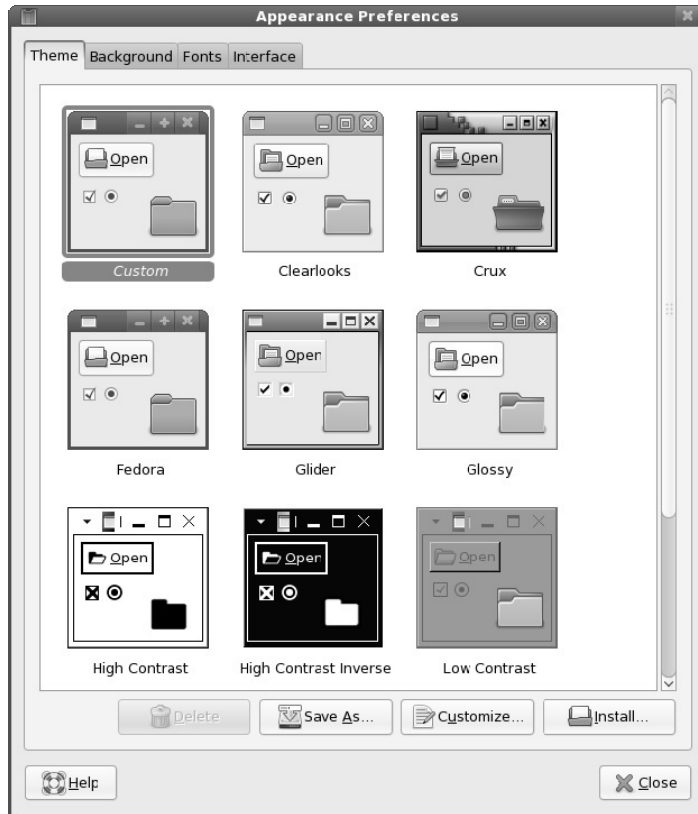 Appearance Preferences
Theme Background Fonts Interface
Open Open Open
Custom Clearlooks Crux
Open Open Open
Fedora Glider Glossy
Open Open Open
High Contrast High Contrast Inverse Low Contrast
Delete Save As... Customize... Install...
Help Close